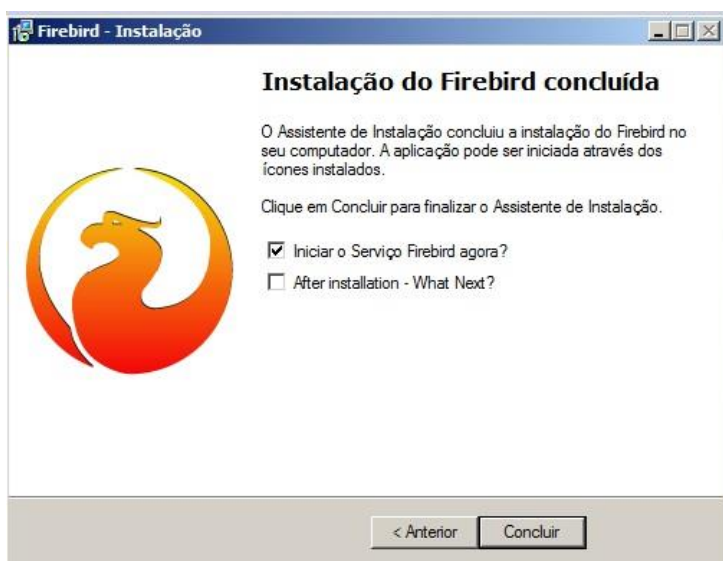 Firebird - Instalação
Instalação do Firebird concluída
O Assistente de Instalação concluiu a instalação do Firebird no
seu computador. A aplicação pode ser iniciada através dos
ícones instalados.
Clique em Concluir para finalizar o Assistente de Instalação.
Iniciar o Serviço Firebird agora?
After installation - What Next?
< Anterior
Concluir